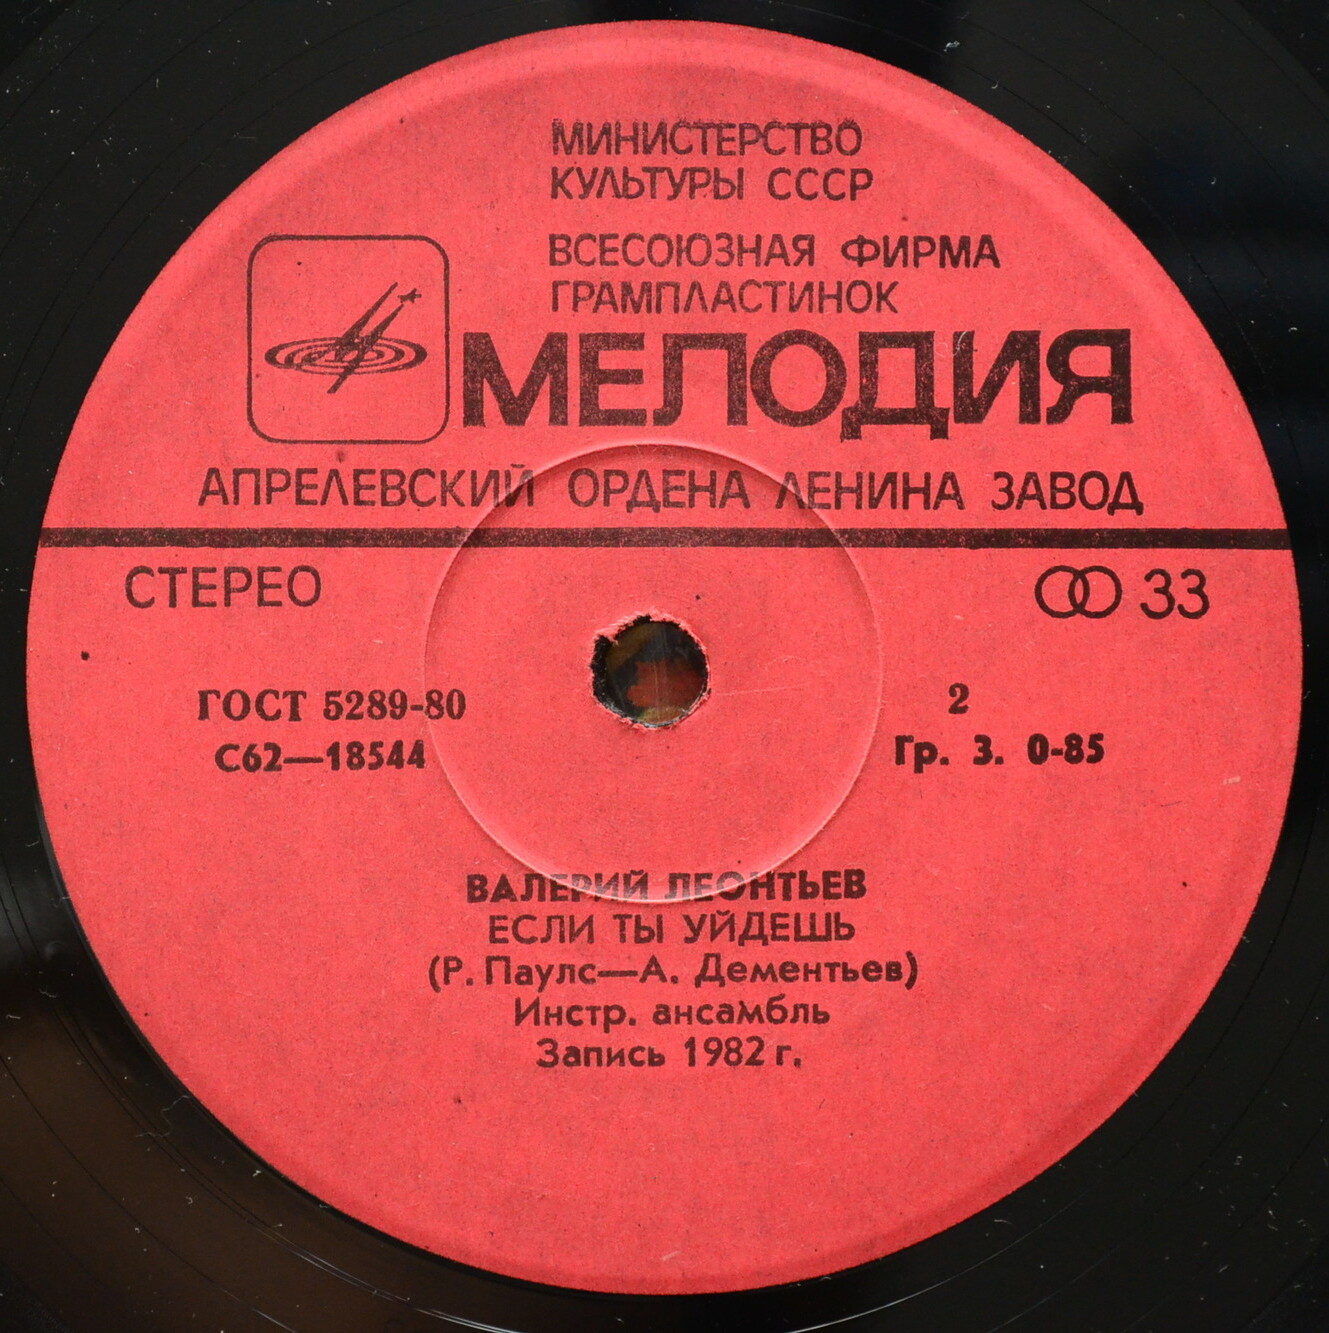 МИНИСТЕРСТВО
КУЛЬТУРЫ СССР
ВСЕСОЮЗНАЯ ФИРМА
ГРАМПЛАСТИНОК
МЕЛОДИЯ
АПРЕЛЕВСКИЙ ОРДЕНА ЛЕНИНА ЗАВОД
СТЕРЕО 33
ГОСТ 5289-80 2
С62—18544 Гр. 3. 0-85
ВАЛЕРИЙ ЛЕОНТЬЕВ
ЕСЛИ ТЫ УЙДЕШЬ
(Р. Паулс—А. Дементьев)
Инстр. ансамбль
Запись 1982 г.